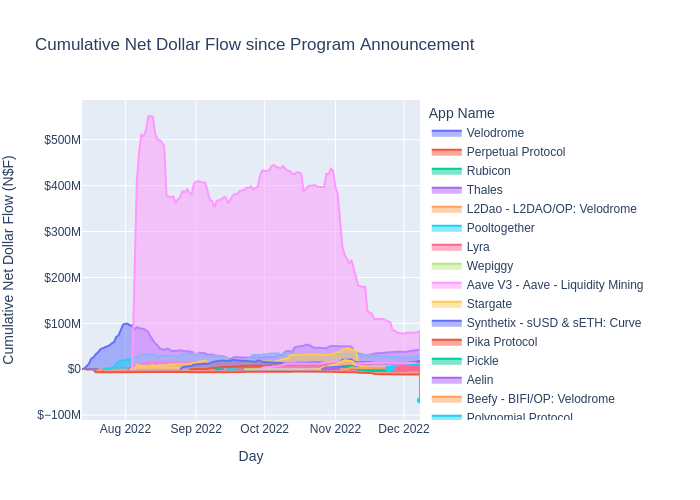 Cumulative Net Dollar Flow since Program Announcement
Cumulative Net Dollar Flow (N$F)
$500M
$400M
$300M
$200M
$100M
$0
$−100M
Aug 2022
Sep 2022
Oct 2022
Nov 2022
Dec 2022
Day
App Name
Velodrome
Perpetual Protocol
Rubicon
Thales
L2Dao - L2DAO/OP: Velodrome
Pooltogether
Lyra
Wepiggy
Aave V3 - Aave - Liquidity Mining
Stargate
Synthetix - sUSD & sETH: Curve
Pika Protocol
Pickle
Aelin
Beefy - BIFI/OP: Velodrome
Polynomial Protocol